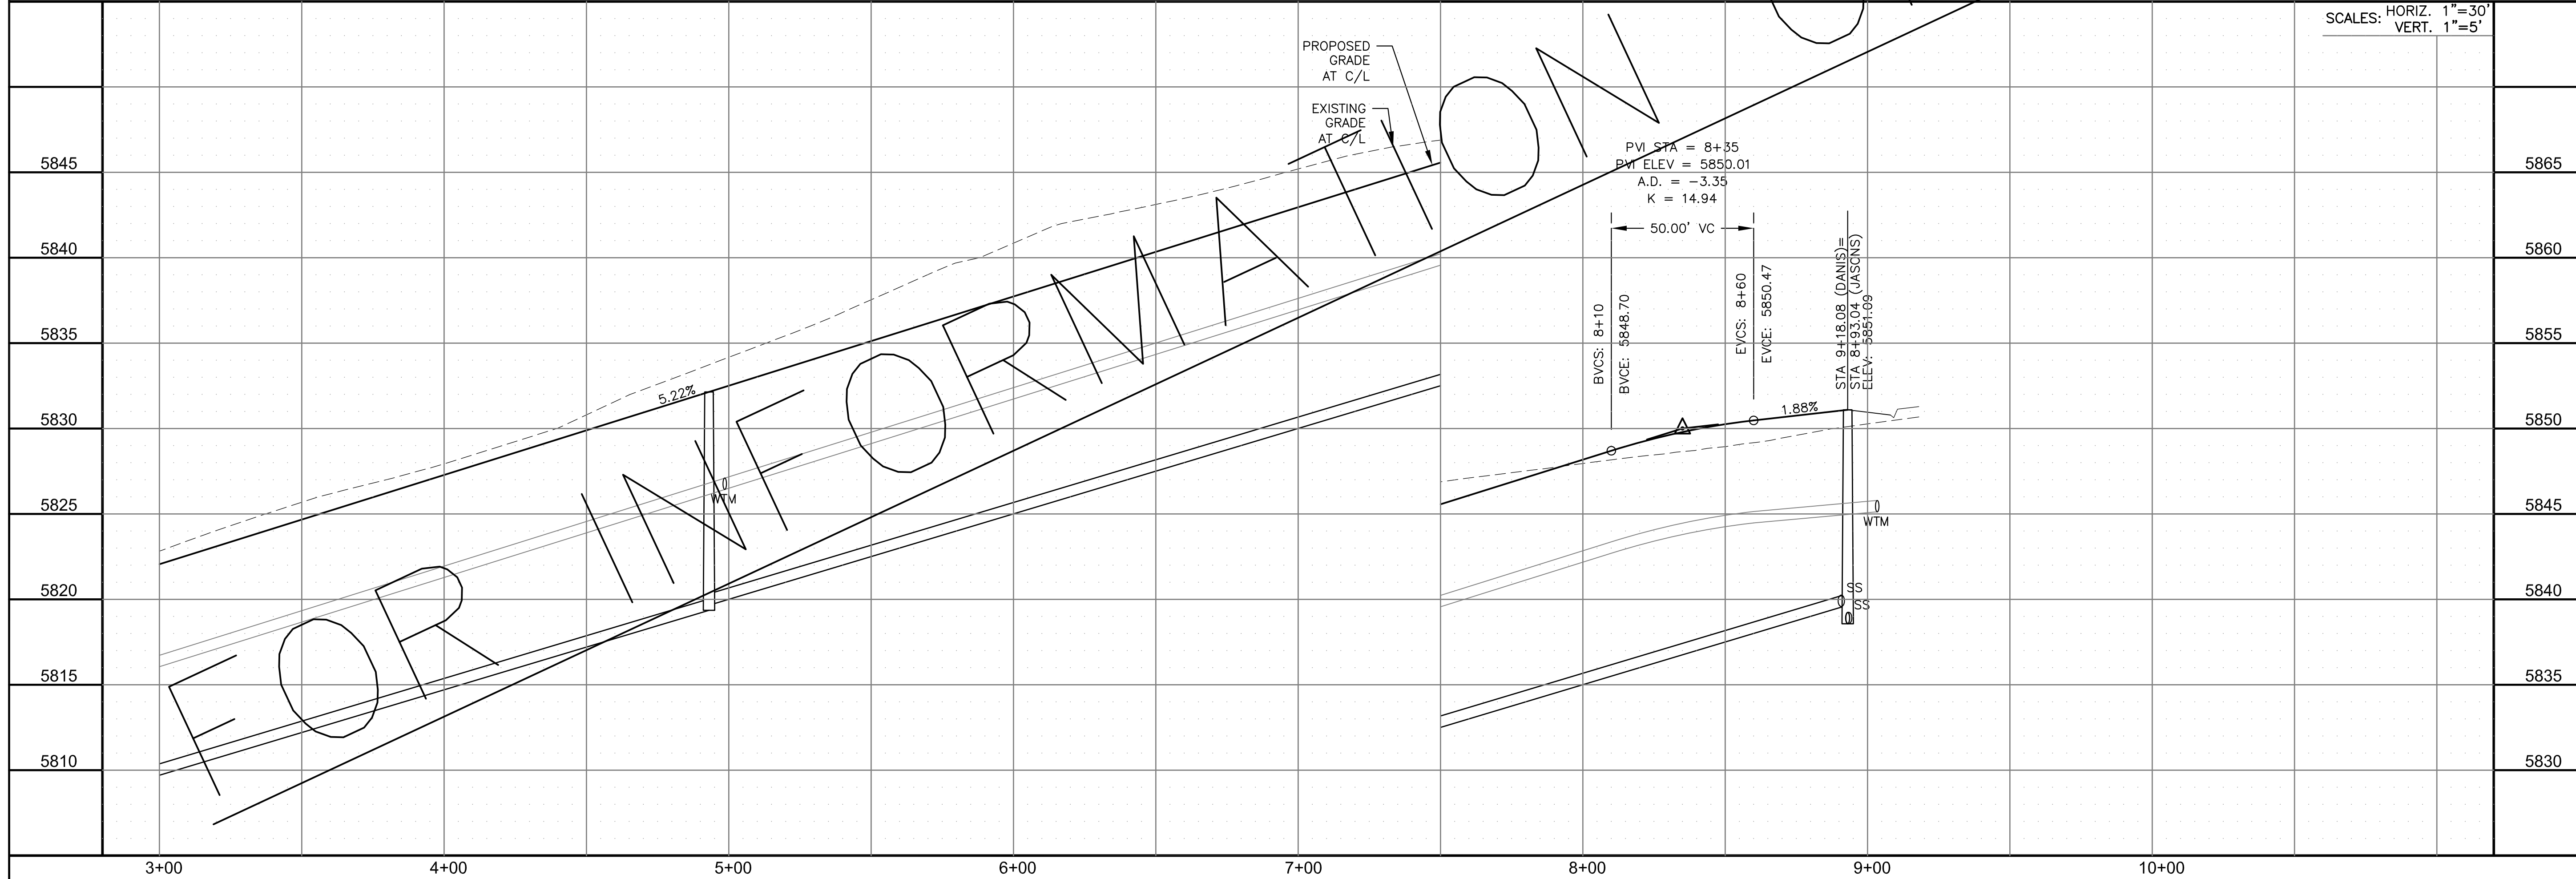 SCALES: HORIZ. 1"=30'
VERT. 1"=5'
PROPOSED
GRADE
AT C/L
EXISTING
GRADE
AT C/L
PVI STA = 8+35
PVI ELEV = 5850.01
A.D. = -3.35
K = 14.94
50.00' VC
BVCS: 8+10
BVCE: 5848.70
EVCS: 8+60
EVCE: 5850.47
STA 9+18.08 (DANIS)=
STA 8+93.04 (JASONS)
ELEV: 5851.09
5.22%
1.88%
WTM
WTM
SS
SS
FOR INFORMATION
5845
5840
5835
5830
5825
5820
5815
5810
5865
5860
5855
5850
5845
5840
5835
5830
3+00 4+00 5+00 6+00 7+00 8+00 9+00 10+00